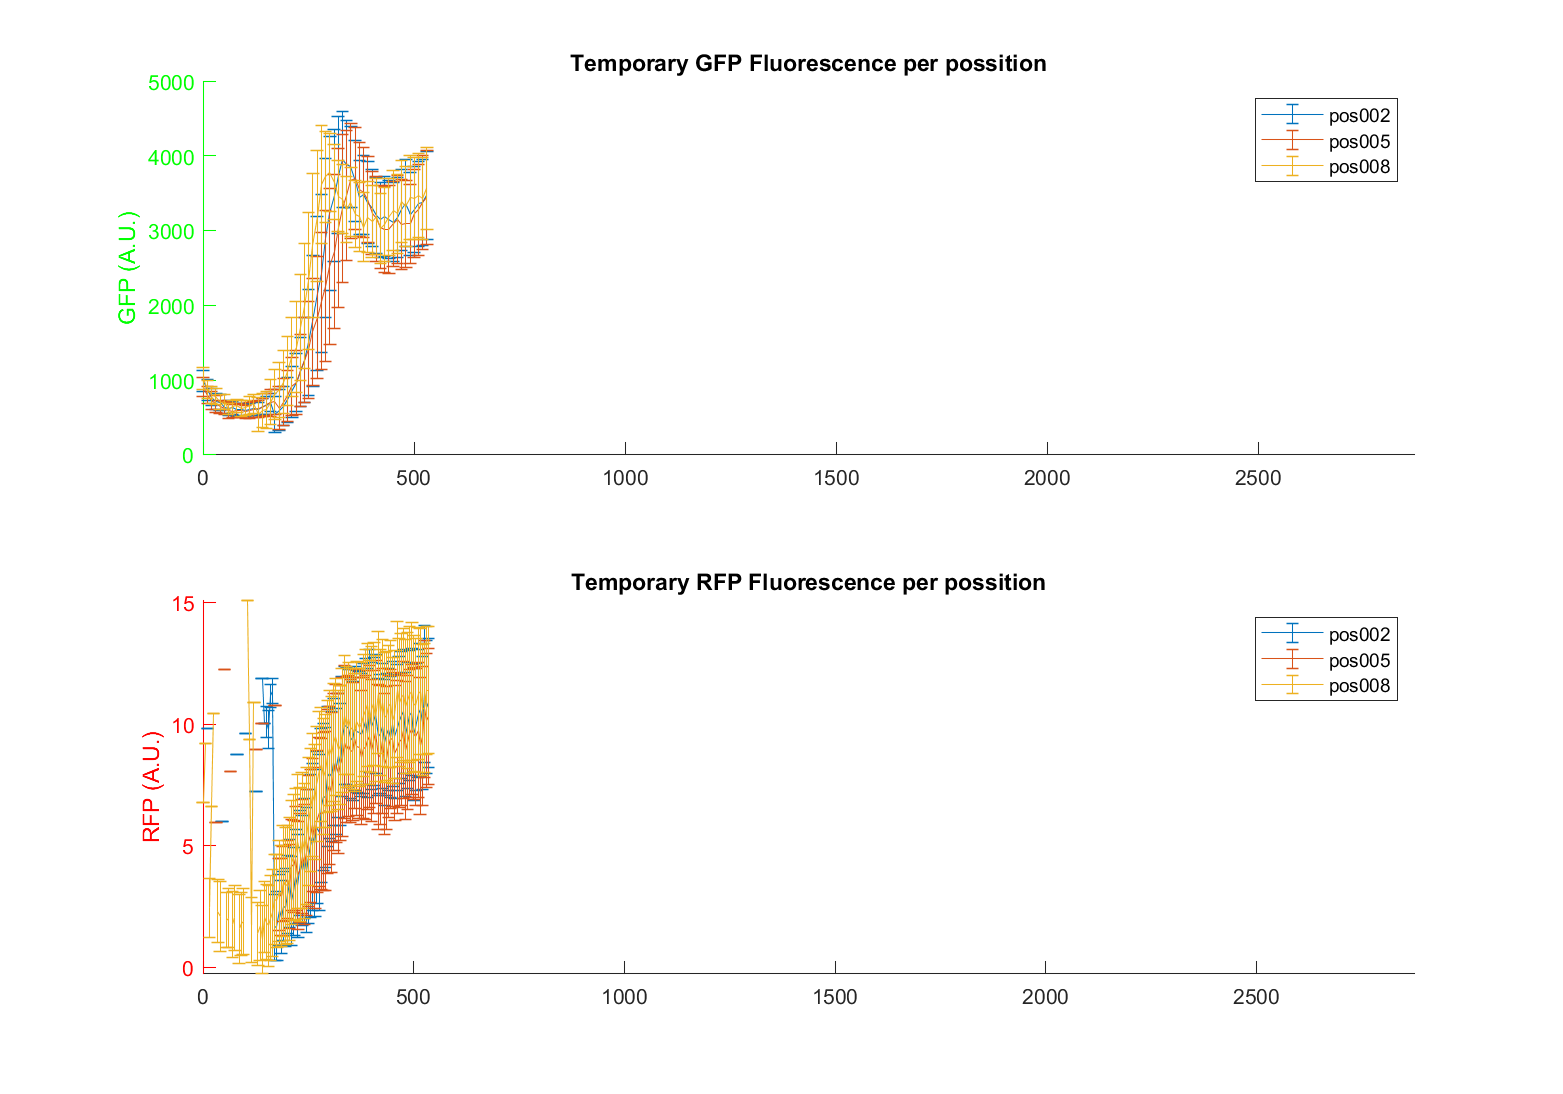 Temporary GFP Fluorescence per possition
5000
4000
3000
2000
1000
0
GFP (A.U.)
pos002
pos005
pos008
0 500 1000 1500 2000 2500
Temporary RFP Fluorescence per possition
15
10
5
0
RFP (A.U.)
pos002
pos005
pos008
0 500 1000 1500 2000 2500